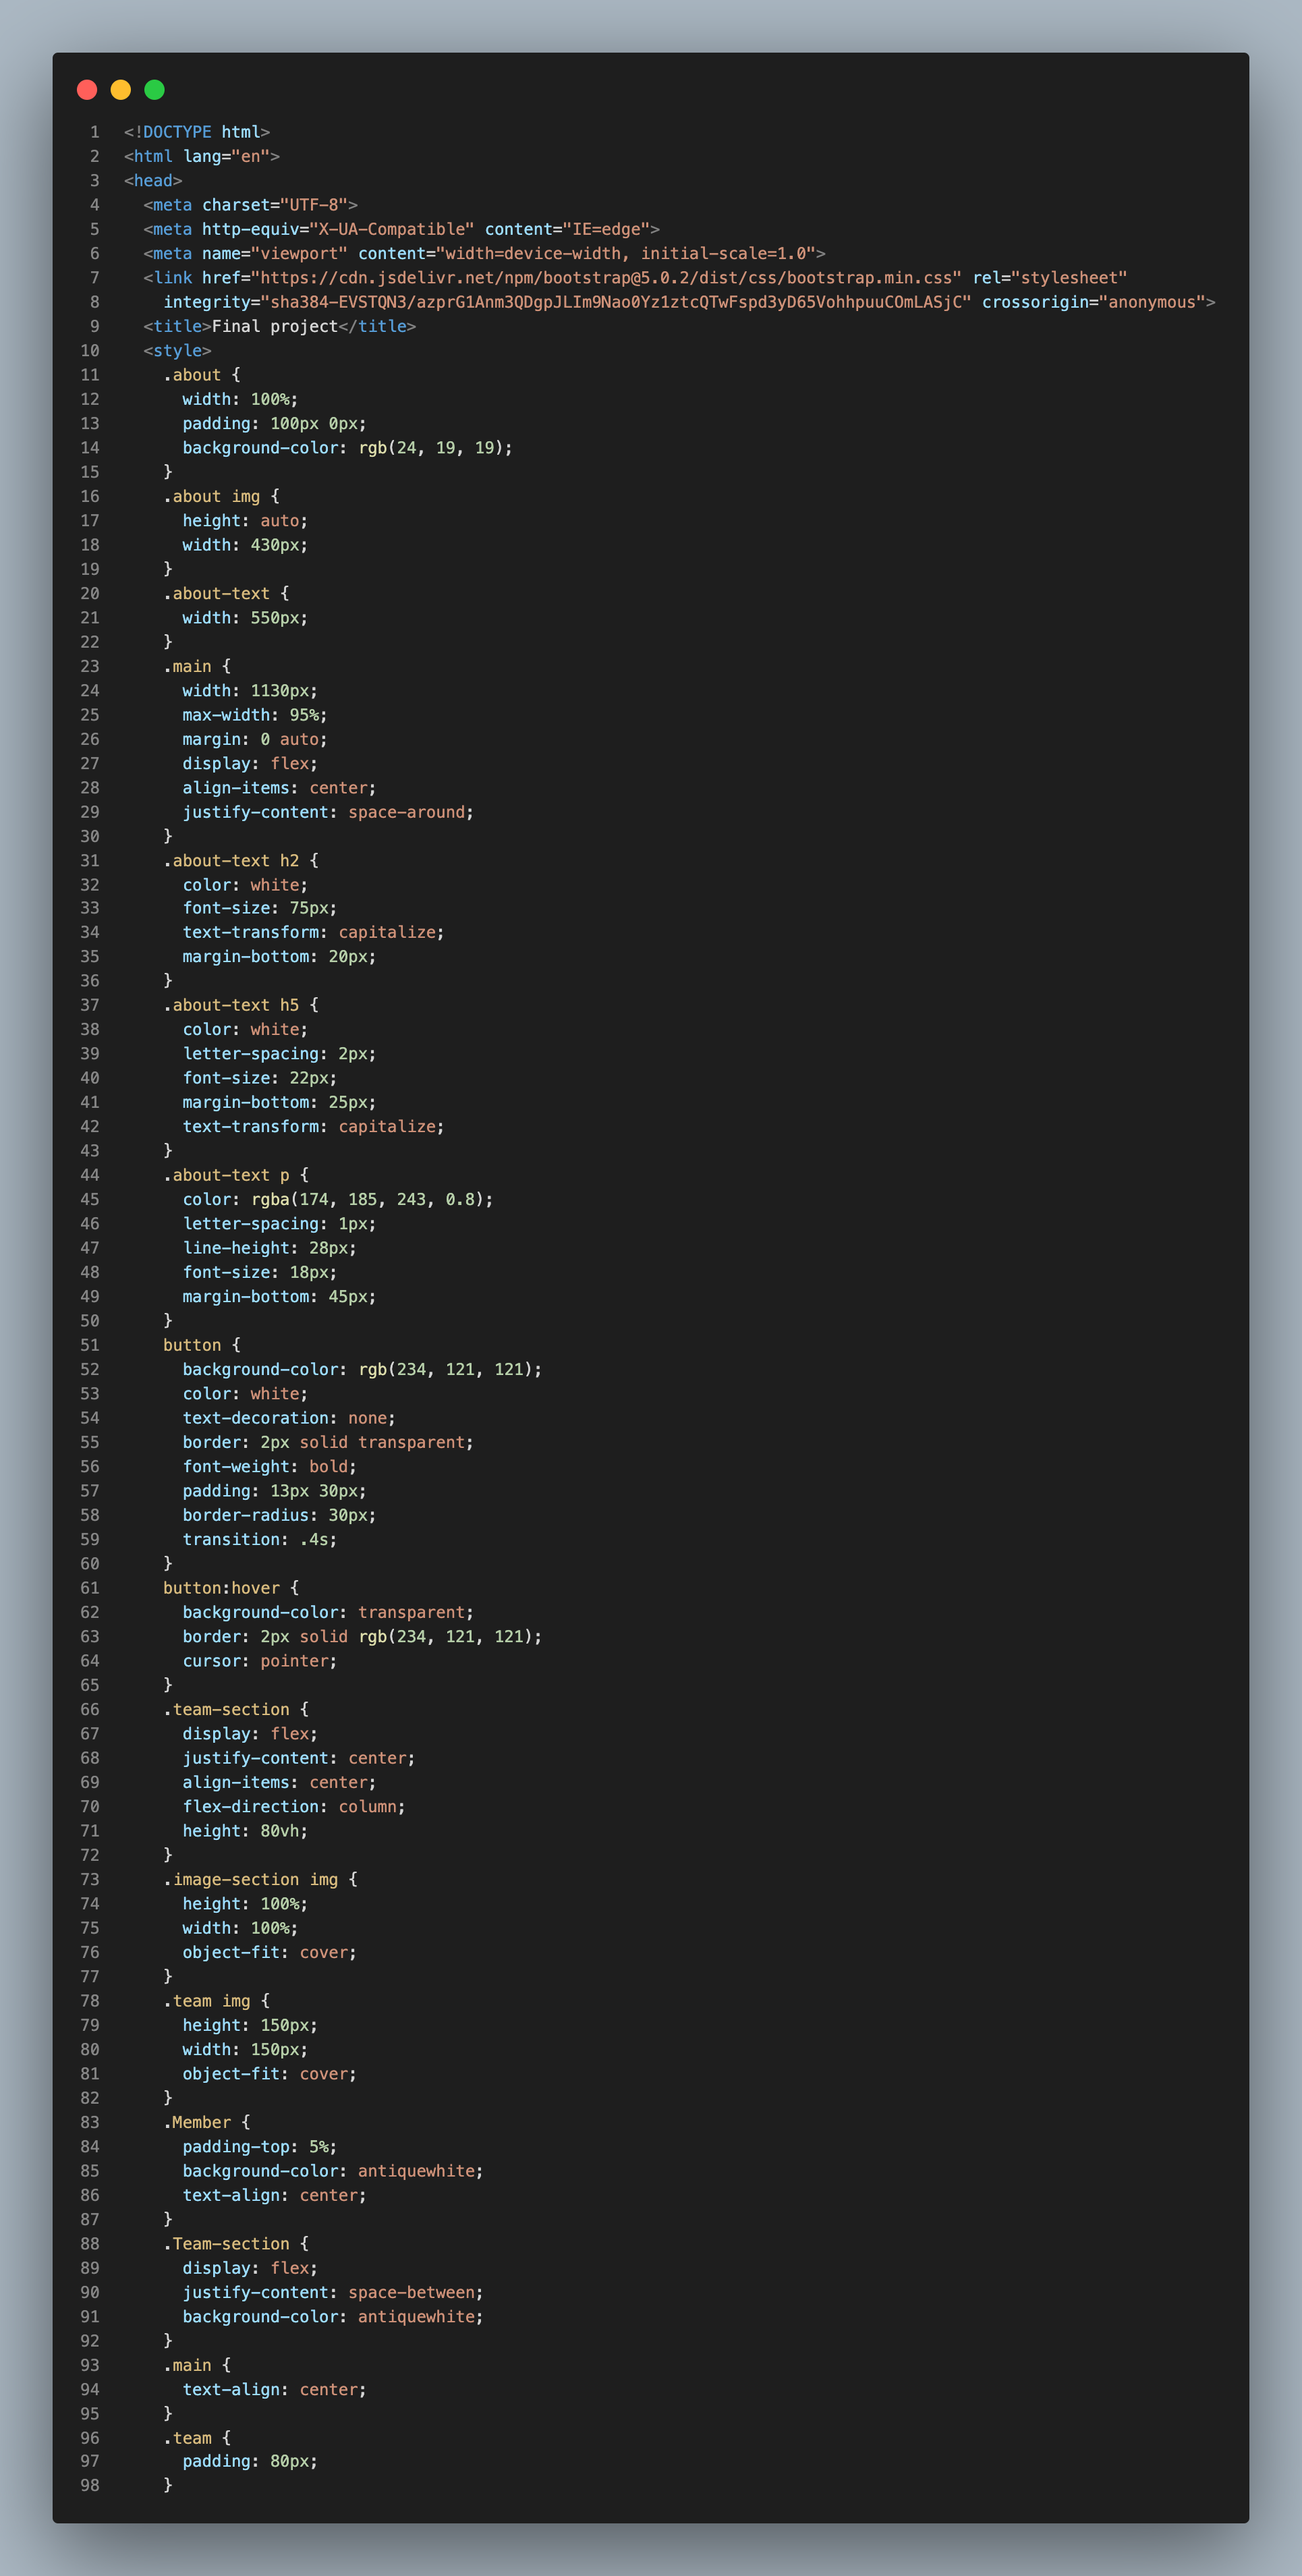 1 <!DOCTYPE html>
2 <html lang="en">
3 <head>
4   <meta charset="UTF-8">
5   <meta http-equiv="X-UA-Compatible" content="IE=edge">
6   <meta name="viewport" content="width=device-width, initial-scale=1.0">
7   <link href="https://cdn.jsdelivr.net/npm/bootstrap@5.0.2/dist/css/bootstrap.min.css" rel="stylesheet"
8     integrity="sha384-EVSTQN3/azprG1Anm3QDgpJLIm9Nao0Yz1ztcQTwFspd3yD65VohhpuuCOmLASjC" crossorigin="anonymous">
9   <title>Final project</title>
10   <style>
11     .about {
12       width: 100%;
13       padding: 100px 0px;
14       background-color: rgb(24, 19, 19);
15     }
16     .about img {
17       height: auto;
18       width: 430px;
19     }
20     .about-text {
21       width: 550px;
22     }
23     .main {
24       width: 1130px;
25       max-width: 95%;
26       margin: 0 auto;
27       display: flex;
28       align-items: center;
29       justify-content: space-around;
30     }
31     .about-text h2 {
32       color: white;
33       font-size: 75px;
34       text-transform: capitalize;
35       margin-bottom: 20px;
36     }
37     .about-text h5 {
38       color: white;
39       letter-spacing: 2px;
40       font-size: 22px;
41       margin-bottom: 25px;
42       text-transform: capitalize;
43     }
44     .about-text p {
45       color: rgba(174, 185, 243, 0.8);
46       letter-spacing: 1px;
47       line-height: 28px;
48       font-size: 18px;
49       margin-bottom: 45px;
50     }
51     button {
52       background-color: rgb(234, 121, 121);
53       color: white;
54       text-decoration: none;
55       border: 2px solid transparent;
56       font-weight: bold;
57       padding: 13px 30px;
58       border-radius: 30px;
59       transition: .4s;
60     }
61     button:hover {
62       background-color: transparent;
63       border: 2px solid rgb(234, 121, 121);
64       cursor: pointer;
65     }
66     .team-section {
67       display: flex;
68       justify-content: center;
69       align-items: center;
70       flex-direction: column;
71       height: 80vh;
72     }
73     .image-section img {
74       height: 100%;
75       width: 100%;
76       object-fit: cover;
77     }
78     .team img {
79       height: 150px;
80       width: 150px;
81       object-fit: cover;
82     }
83     .Member {
84       padding-top: 5%;
85       background-color: antiquewhite;
86       text-align: center;
87     }
88     .Team-section {
89       display: flex;
90       justify-content: space-between;
91       background-color: antiquewhite;
92     }
93     .main {
94       text-align: center;
95     }
96     .team {
97       padding: 80px;
98     }